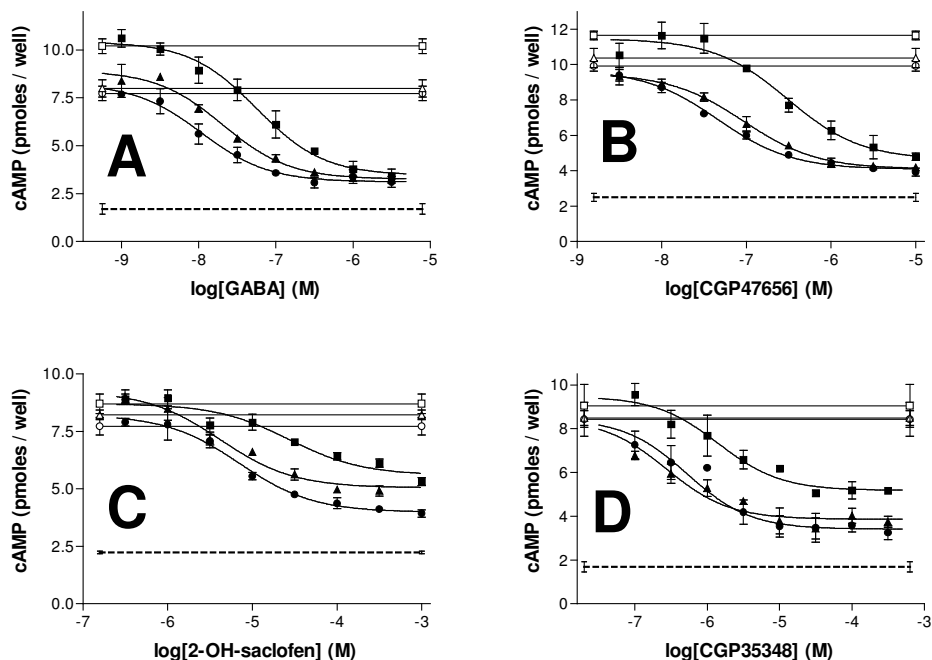 10.0
7.5
5.0
2.5
0.0
cAMP (pmoles / well)
A
-9 -8 -7 -6 -5
log[GABA] (M)
12
10
8
6
4
2
0
cAMP (pmoles / well)
B
-9 -8 -7 -6 -5
log[CGP47656] (M)
10.0
7.5
5.0
2.5
0.0
cAMP (pmoles / well)
C
-7 -6 -5 -4 -3
log[2-OH-saclofen] (M)
10
8
6
4
2
0
cAMP (pmoles / well)
D
-7 -6 -5 -4 -3
log[CGP35348] (M)